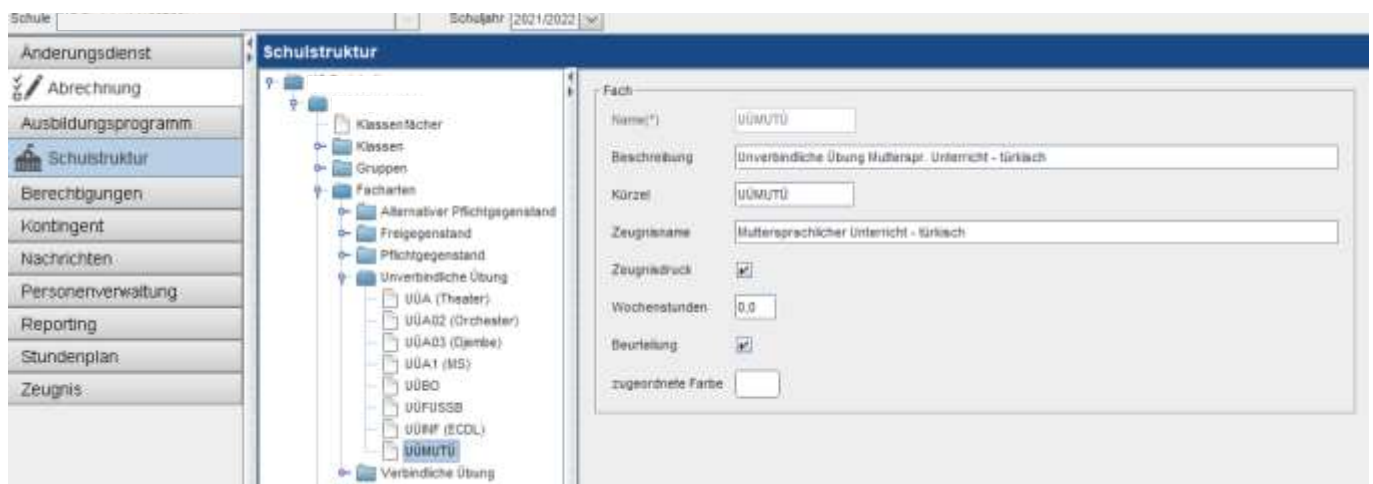 Schule
Schuljahr 2021/2022
Änderungsdienst
Abrechnung
Ausbildungsprogramm
Schulstruktur
Berechtigungen
Kontingent
Nachrichten
Personenverwaltung
Reporting
Stundenplan
Zeugnis
Schulstruktur
Klassenfächer
Klassen
Gruppen
Facharten
Alternativer Pflichtgegenstand
Freigegenstand
Pflichtgegenstand
Unverbindliche Übung
UÜA (Theater)
UÜA02 (Orchester)
UÜA03 (Djembe)
UÜA1 (MS)
UÜBO
UÜFUSSB
UÜINF (ECDL)
UÜMUTÜ
Verbindliche Übung
Fach
Name(*) UÜMUTÜ
Beschreibung Unverbindliche Übung Mutterspr. Unterricht - türkisch
Kürzel UÜMUTÜ
Zeugnisname Muttersprachlicher Unterricht - türkisch
Zeugnisdruck
Wochenstunden 0.0
Beurteilung
zugeordnete Farbe